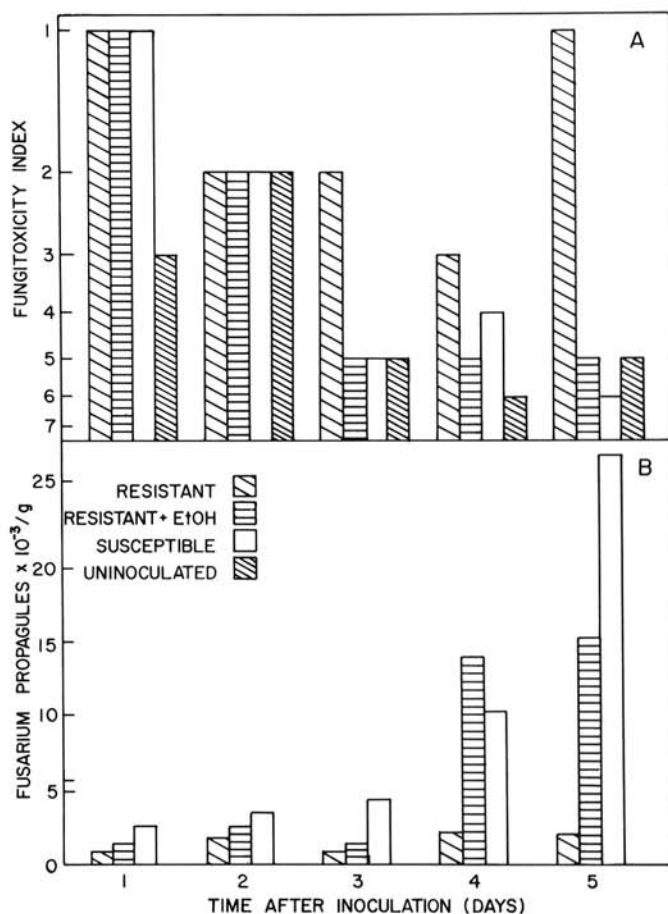 A
FUNGITOXICITY INDEX
1
2
3
4
5
6
7
B
FUSARIUM PROPAGULES x 10⁻³/g
25
20
15
10
5
0
RESISTANT
RESISTANT + EtOH
SUSCEPTIBLE
UNINOCULATED
1 2 3 4 5
TIME AFTER INOCULATION (DAYS)